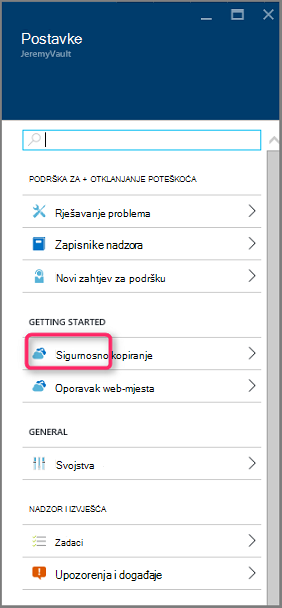 Postavke
JeremyVault
PODRŠKA ZA + OTKLANJANJE POTEŠKOĆA
Rješavanje problema
Zapisnike nadzora
Novi zahtjev za podršku
GETTING STARTED
Sigurnosno kopiranje
Oporavak web-mjesta
GENERAL
Svojstva
NADZOR I IZVJEŠĆA
Zadaci
Upozorenja i događaje